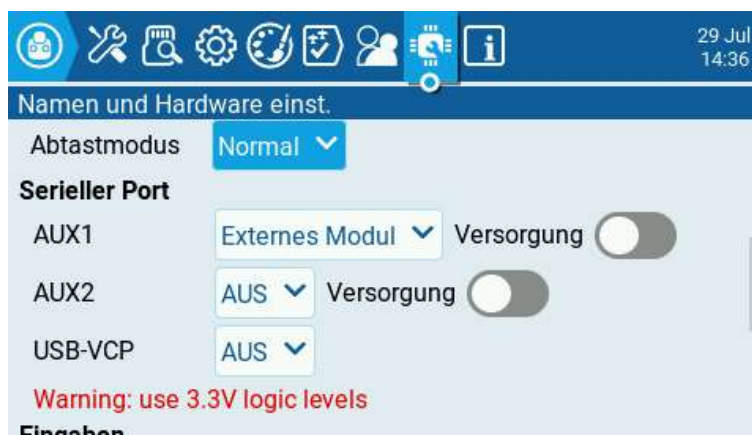 29 Jul
14:36
Namen und Hardware einst.
Abtastmodus Normal
Serieller Port
AUX1 Externes Modul Versorgung
AUX2 AUS Versorgung
USB-VCP AUS
Warning: use 3.3V logic levels
Eingaben